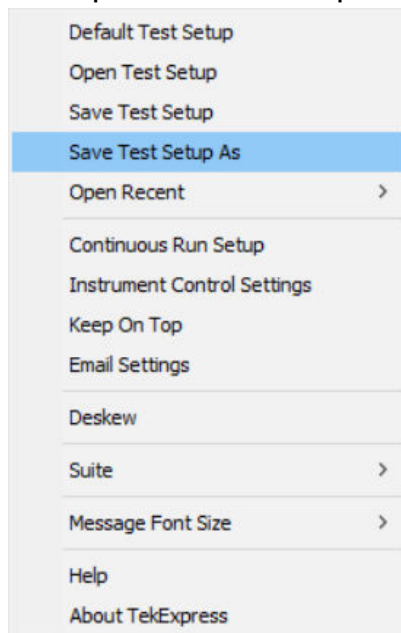 Default Test Setup
Open Test Setup
Save Test Setup
Save Test Setup As
Open Recent >
Continuous Run Setup
Instrument Control Settings
Keep On Top
Email Settings
Deskew
Suite >
Message Font Size >
Help
About TekExpress